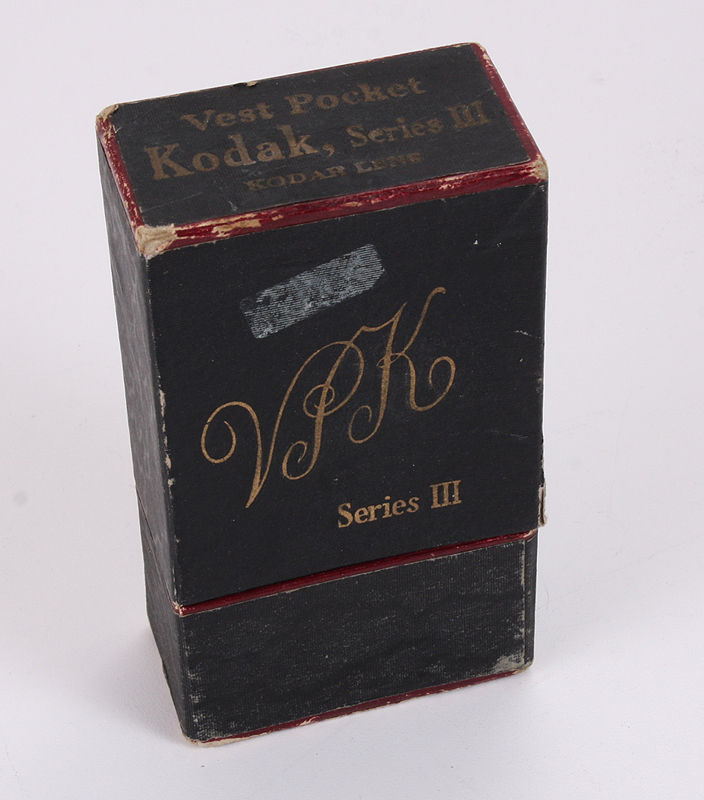 Vest Pocket
Kodak, Series III
KODAR LENS
VPK
Series III